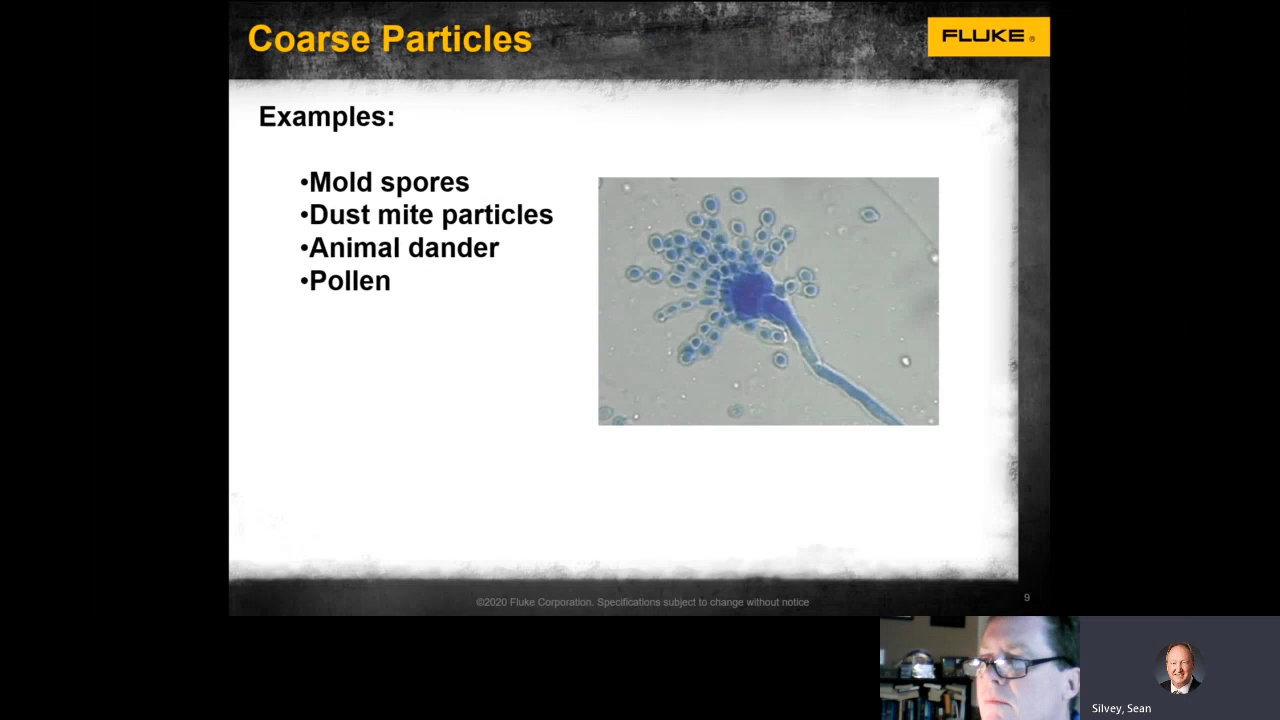 Coarse Particles
FLUKE ®
Examples:
•Mold spores
•Dust mite particles
•Animal dander
•Pollen
©2020 Fluke Corporation. Specifications subject to change without notice
9
Silvey, Sean